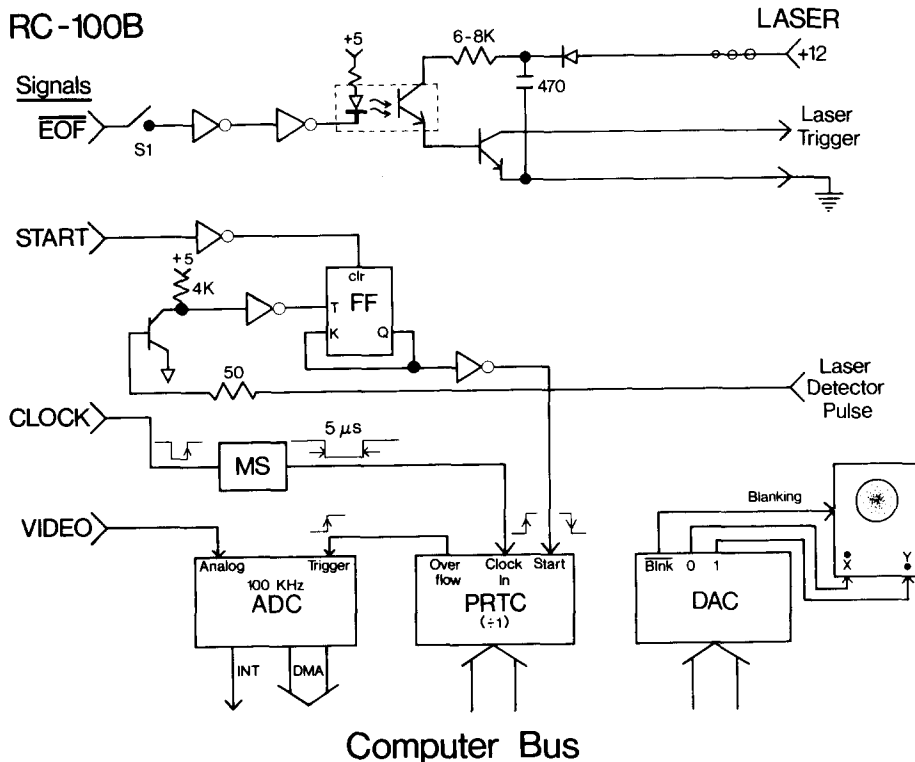 RC-100B
LASER
+5
6-8K
+12
470
Signals
EOF
S1
Laser
Trigger
START
+5
4K
clr
T FF
K Q
50
Laser
Detector
Pulse
CLOCK
5 µs
MS
Blanking
VIDEO
X Y
Analog Trigger
100 KHz
ADC
Over
flow
Clock
In
Start
PRTC
(÷1)
Blnk 0 1
DAC
INT
DMA
Computer Bus